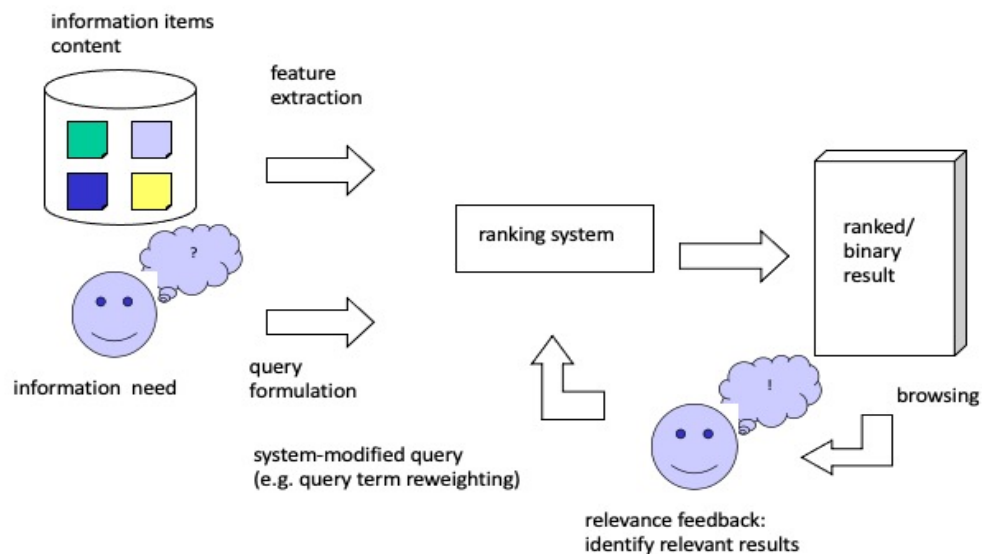 information items
content
feature
extraction
?
ranking system
ranked/
binary
result
information need
query
formulation
!
browsing
system-modified query
(e.g. query term reweighting)
relevance feedback:
identify relevant results